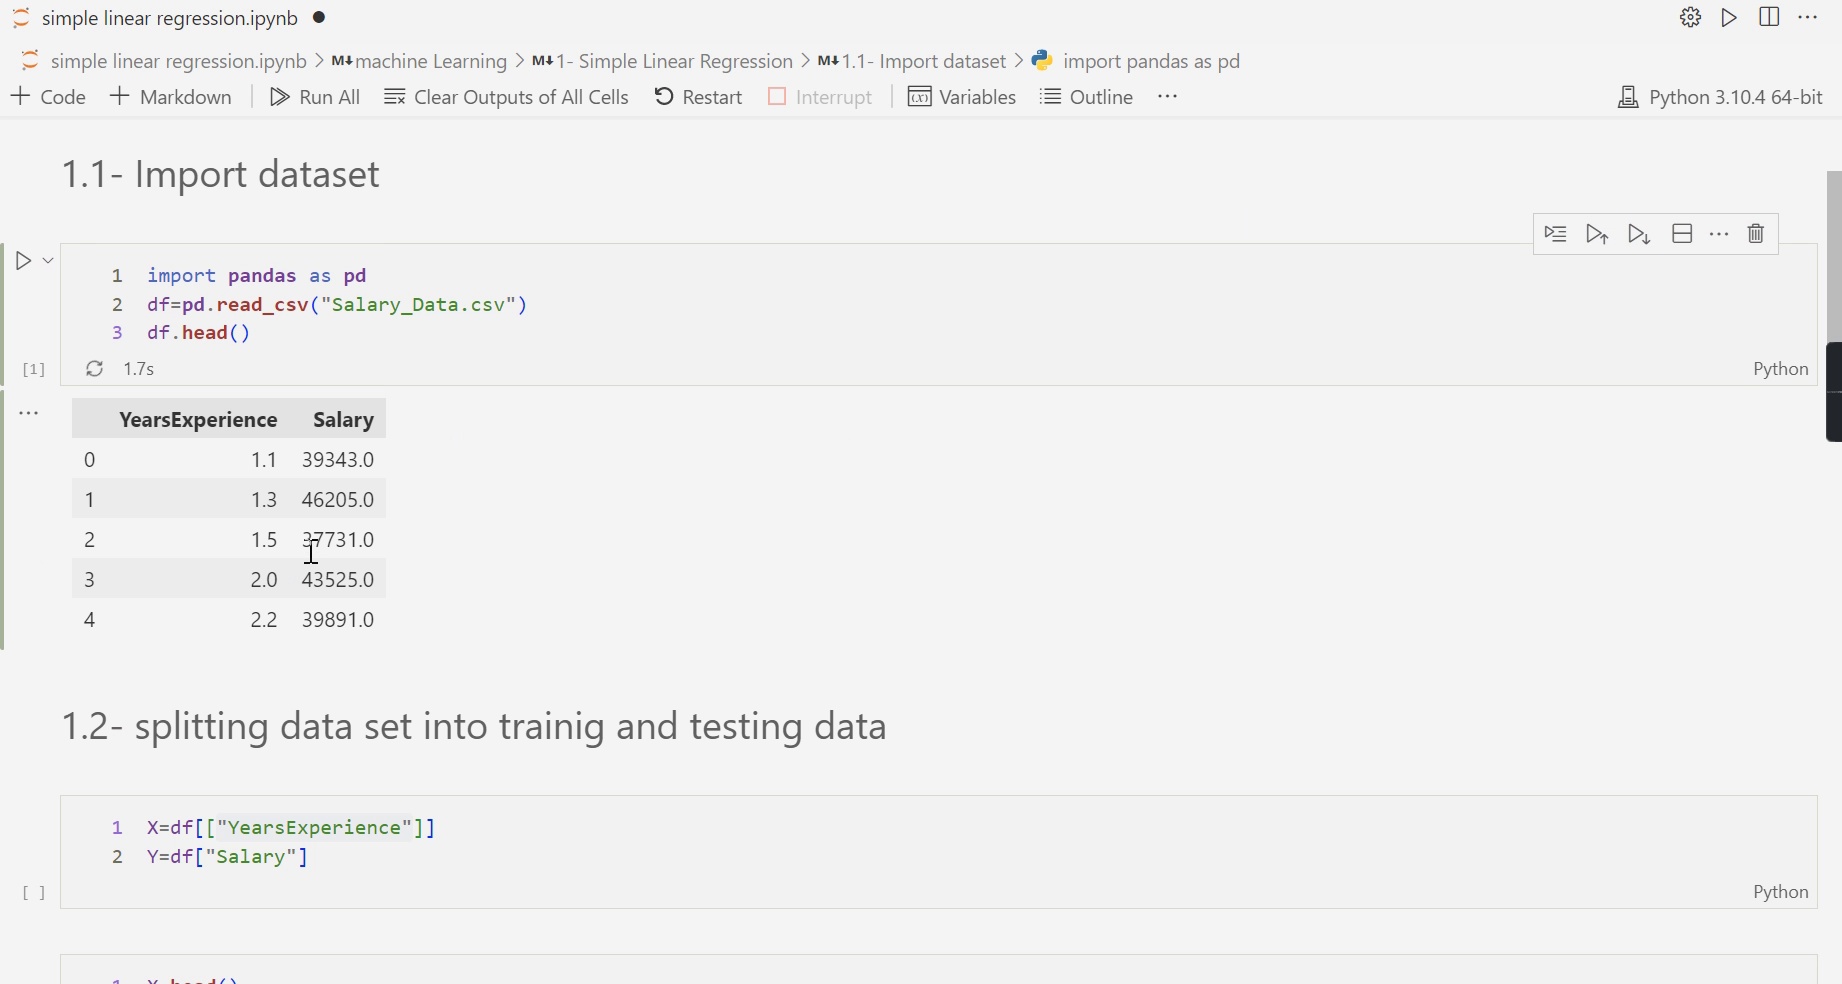 simple linear regression.ipynb
simple linear regression.ipynb > M↓ machine Learning > M↓ 1- Simple Linear Regression > M↓ 1.1- Import dataset > import pandas as pd
+ Code + Markdown Run All Clear Outputs of All Cells Restart Interrupt Variables Outline ... Python 3.10.4 64-bit
1.1- Import dataset
1 import pandas as pd
2 df=pd.read_csv("Salary_Data.csv")
3 df.head()
[1] 1.7s Python
YearsExperience Salary
0 1.1 39343.0
1 1.3 46205.0
2 1.5 37731.0
3 2.0 43525.0
4 2.2 39891.0
1.2- splitting data set into trainig and testing data
1 X=df[["YearsExperience"]]
2 Y=df["Salary"]
[ ] Python